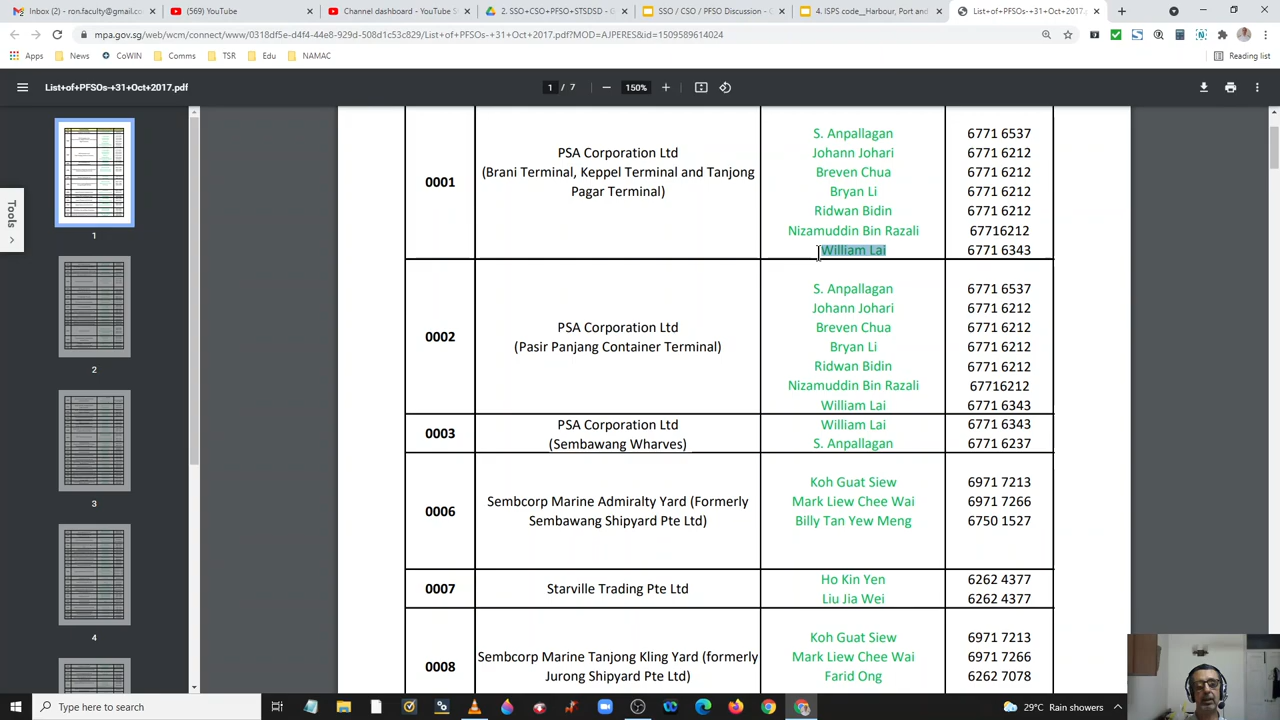 Inbox (2) - ron.faculty@gmail.co
(569) YouTube
Channel dashboard - YouTube S
2. SSO+CSO+PFSO+STSDSD - G
SSO / CSO / PFSO Discussion - G
4. ISPS code__Harbour, Port and
List+of+PFSOs-+31+Oct+2017.p
mpa.gov.sg/web/wcm/connect/www/0318df5e-d4f4-44e8-929d-508d1c53c829/List+of+PFSOs-+31+Oct+2017.pdf?MOD=AJPERES&id=1509589614024
Apps
News
CoWIN
Comms
TSR
Edu
NAMAC
Reading list
List+of+PFSOs-+31+Oct+2017.pdf
1 / 7
150%
Tools
1
2
3
4
0001
PSA Corporation Ltd
(Brani Terminal, Keppel Terminal and Tanjong
Pagar Terminal)
S. Anpallagan 6771 6537
Johann Johari 6771 6212
Breven Chua 6771 6212
Bryan Li 6771 6212
Ridwan Bidin 6771 6212
Nizamuddin Bin Razali 67716212
William Lai 6771 6343
0002
PSA Corporation Ltd
(Pasir Panjang Container Terminal)
S. Anpallagan 6771 6537
Johann Johari 6771 6212
Breven Chua 6771 6212
Bryan Li 6771 6212
Ridwan Bidin 6771 6212
Nizamuddin Bin Razali 67716212
William Lai 6771 6343
0003
PSA Corporation Ltd
(Sembawang Wharves)
William Lai 6771 6343
S. Anpallagan 6771 6237
0006
Sembcorp Marine Admiralty Yard (Formerly
Sembawang Shipyard Pte Ltd)
Koh Guat Siew 6971 7213
Mark Liew Chee Wai 6971 7266
Billy Tan Yew Meng 6750 1527
0007
Starville Trading Pte Ltd
Ho Kin Yen 6262 4377
Liu Jia Wei 6262 4377
0008
Sembcorp Marine Tanjong Kling Yard (formerly
Jurong Shipyard Pte Ltd)
Koh Guat Siew 6971 7213
Mark Liew Chee Wai 6971 7266
Farid Ong 6262 7078
Type here to search
29°C Rain showers